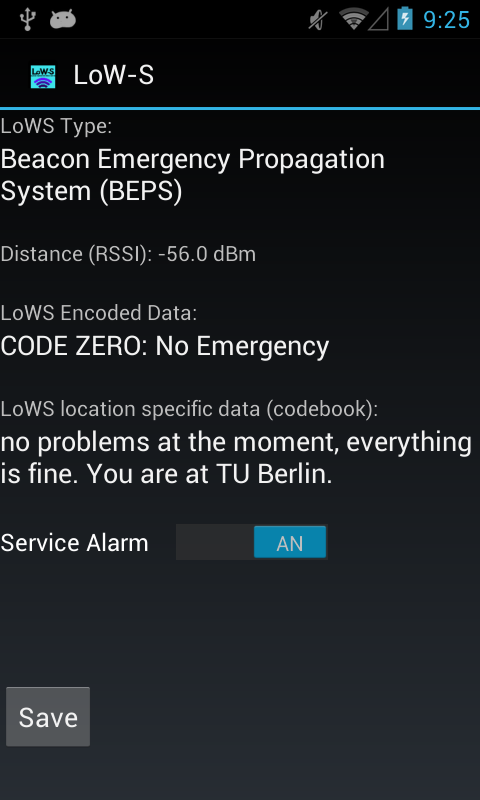 9:25
LoW-S
LoW-S
LoWS Type:
Beacon Emergency Propagation
System (BEPS)
Distance (RSSI): -56.0 dBm
LoWS Encoded Data:
CODE ZERO: No Emergency
LoWS location specific data (codebook):
no problems at the moment, everything
is fine. You are at TU Berlin.
Service Alarm AN
Save